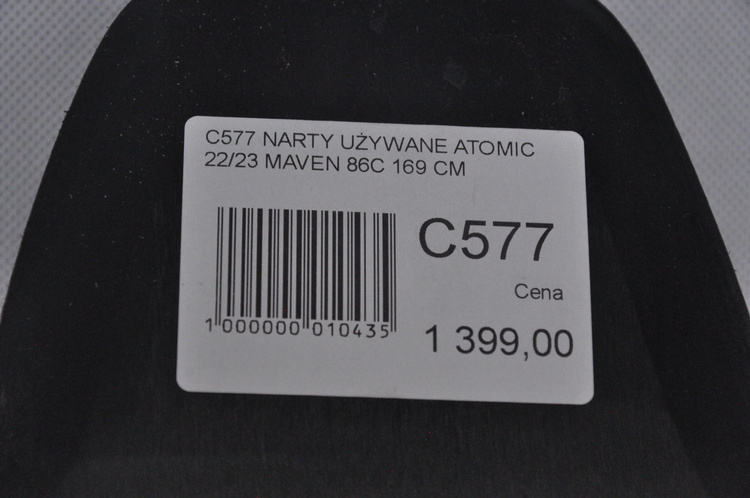 C577 NARTY UŻYWANE ATOMIC
22/23 MAVEN 86C 169 CM
C577
Cena
1 000000 010435
1 399,00